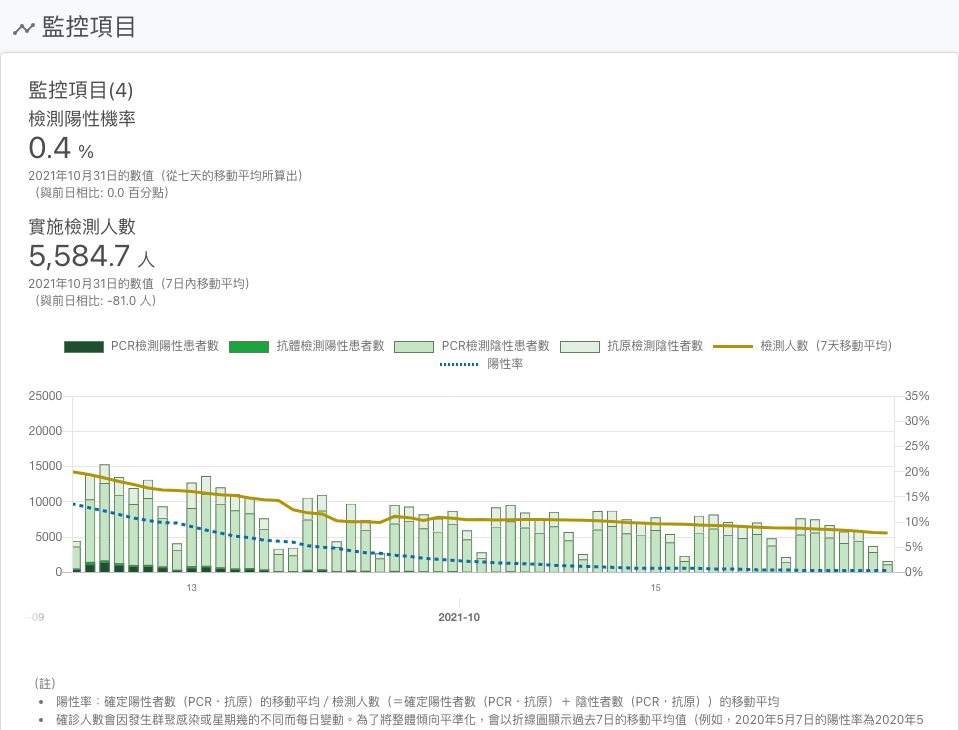 監控項目
監控項目(4)
檢測陽性機率
0.4 %
2021年10月31日的數值（從七天的移動平均所算出）
（與前日相比: 0.0 百分點）
實施檢測人數
5,584.7 人
2021年10月31日的數值（7日內移動平均）
（與前日相比: -81.0 人）
PCR檢測陽性患者數 抗體檢測陽性患者數 PCR檢測陰性患者數 抗原檢測陰性者數 檢測人數（7天移動平均）
陽性率
25000 35%
30%
20000
25%
15000 20%
15%
10000
10%
5000
5%
0 0%
13 15
-09 2021-10
（註）
• 陽性率：確定陽性者數（PCR・抗原）的移動平均 / 檢測人數（＝確定陽性者數（PCR・抗原）＋ 陰性者數（PCR・抗原））的移動平均
• 確診人數會因發生群聚感染或星期幾的不同而每日變動。為了將整體傾向平準化，會以折線圖顯示過去7日的移動平均值（例如，2020年5月7日的陽性率為2020年5